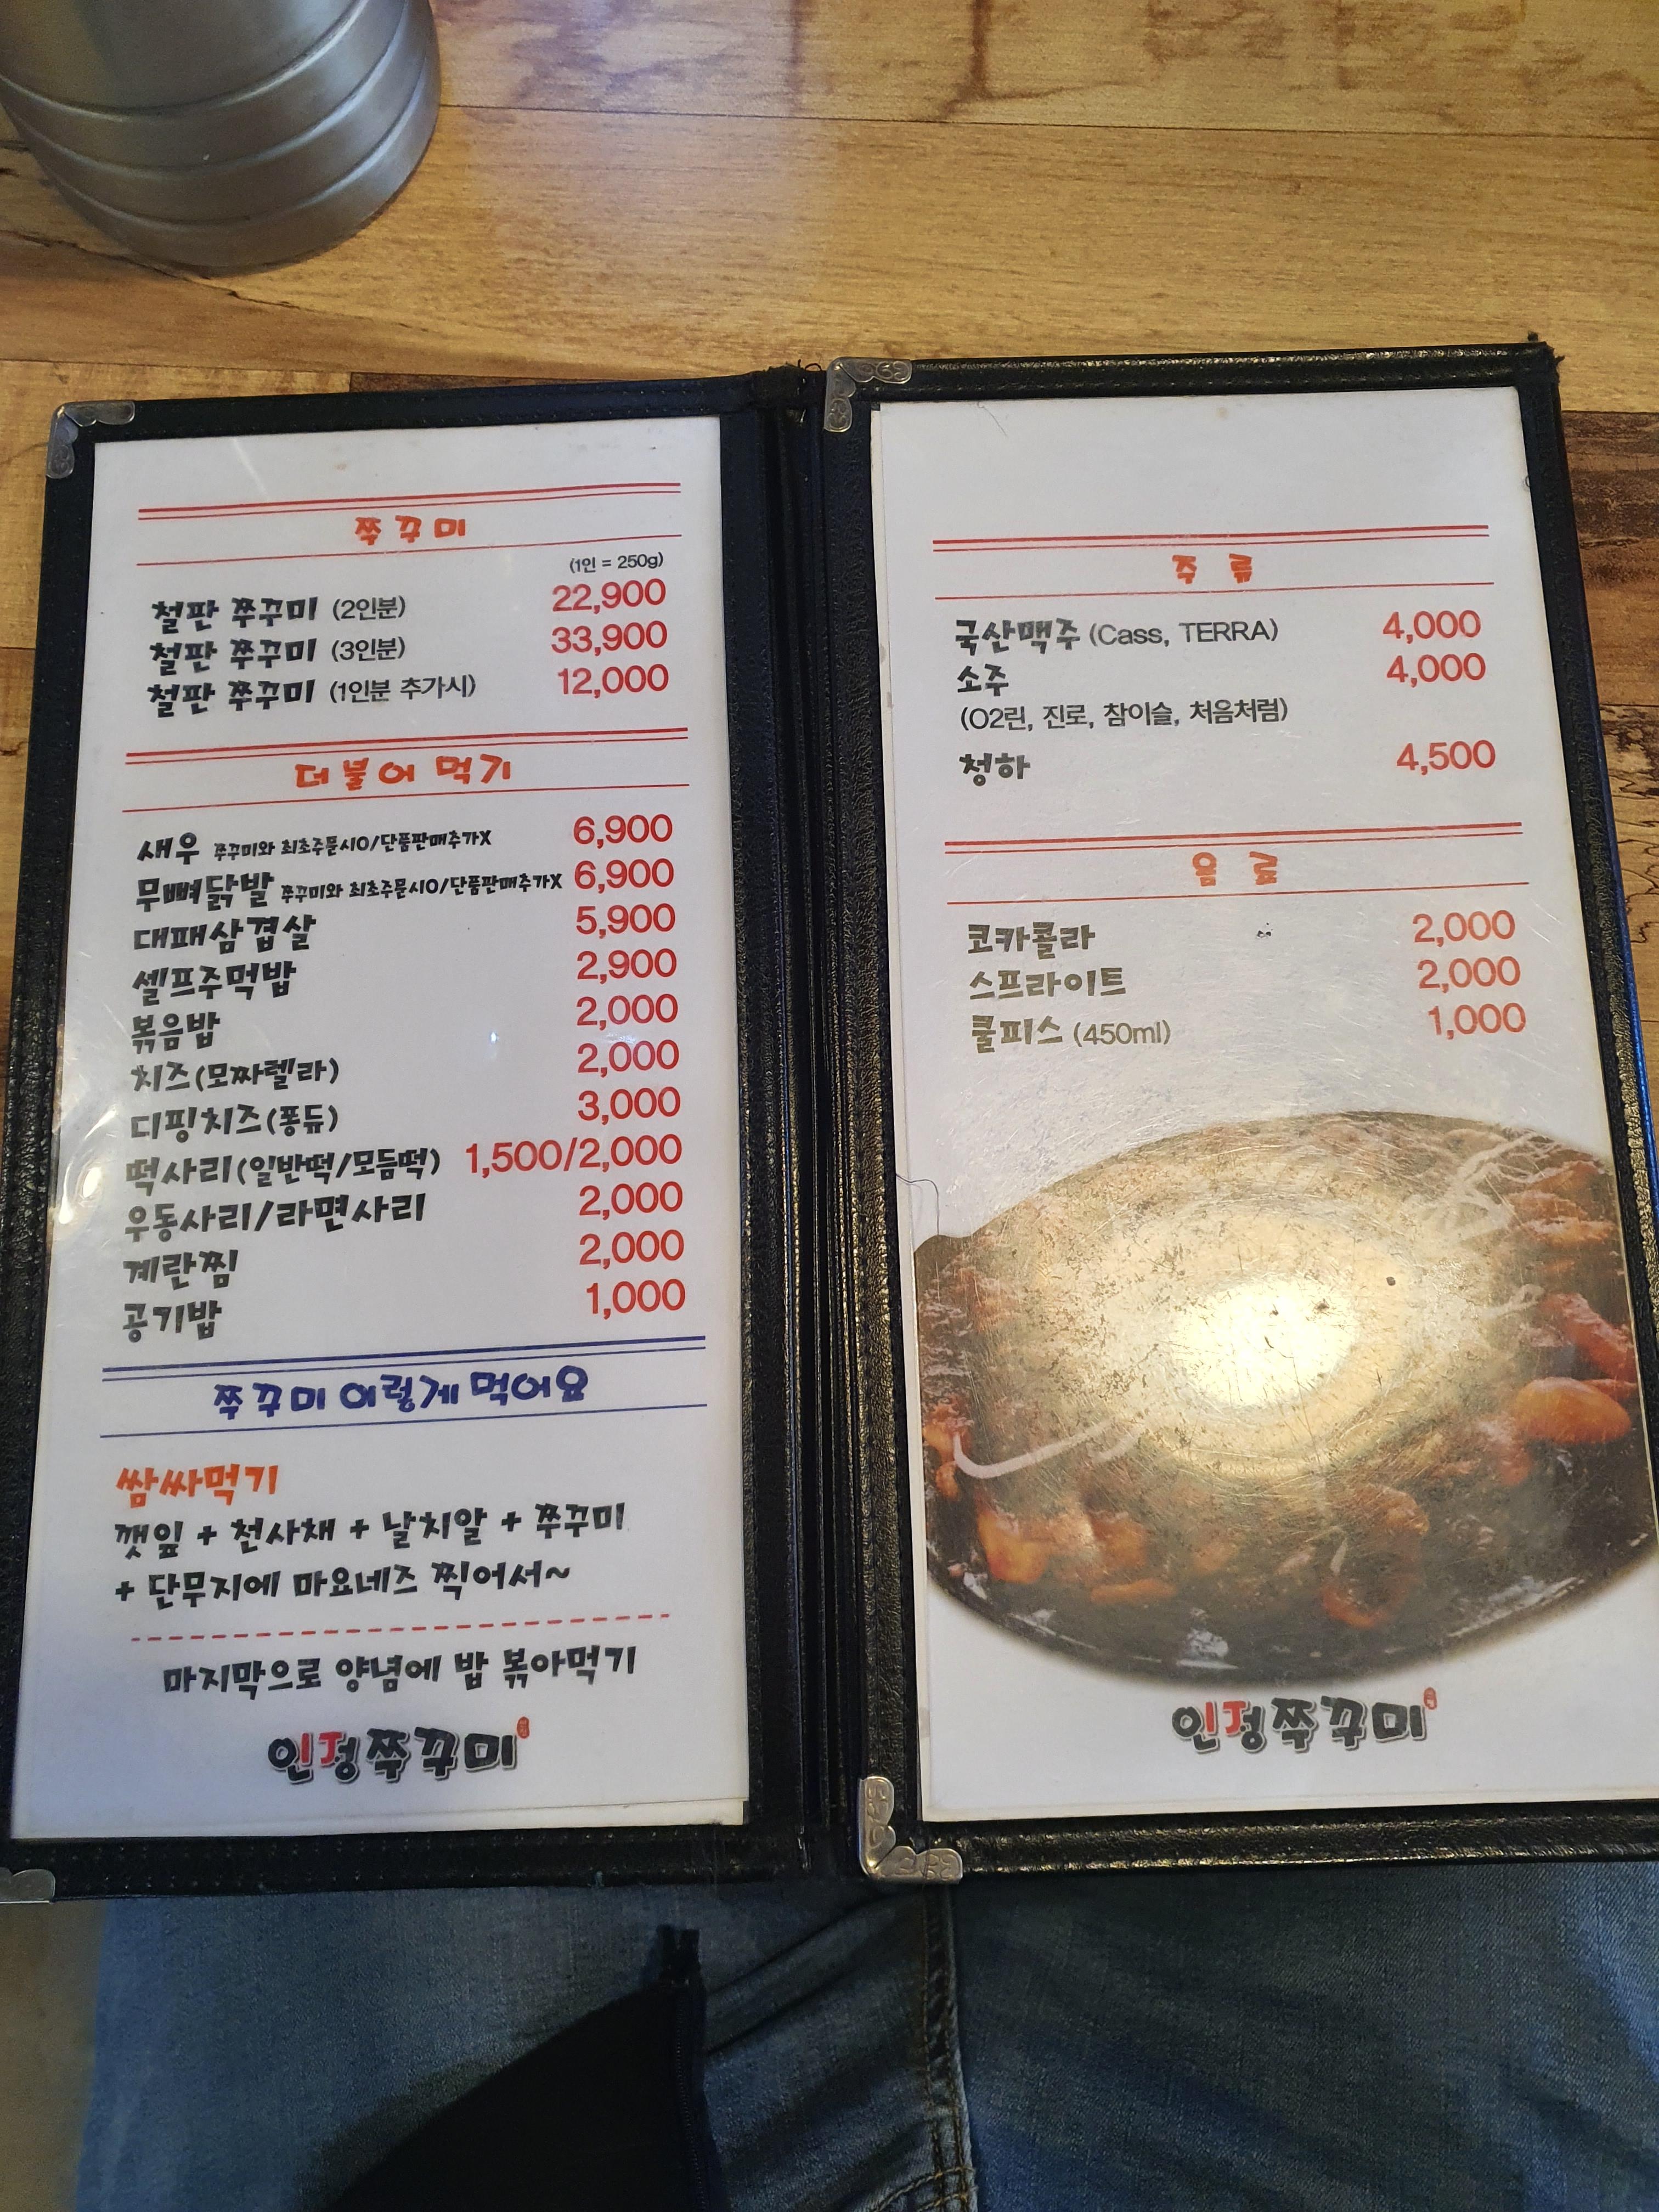 쭈꾸미
(1인 = 250g)
철판 쭈꾸미 (2인분) 22,900
철판 쭈꾸미 (3인분) 33,900
철판 쭈꾸미 (1인분 추가시) 12,000
더불어 먹기
새우 쭈꾸미와 최초주문시O/단품판매추가X 6,900
무뼈닭발 쭈꾸미와 최초주문시O/단품판매추가X 6,900
대패삼겹살 5,900
셀프주먹밥 2,900
볶음밥 2,000
치즈(모짜렐라) 2,000
디핑치즈(퐁듀) 3,000
떡사리(일반떡/모듬떡) 1,500/2,000
우동사리/라면사리 2,000
계란찜 2,000
공기밥 1,000
쭈꾸미 이렇게 먹어요
쌈싸먹기
깻잎 + 천사채 + 날치알 + 쭈꾸미
+ 단무지에 마요네즈 찍어서~
마지막으로 양념에 밥 볶아먹기
인정쭈꾸미
주류
국산맥주 (Cass, TERRA) 4,000
소주 4,000
(O2린, 진로, 참이슬, 처음처럼)
청하 4,500
음료
코카콜라 2,000
스프라이트 2,000
쿨피스 (450ml) 1,000
인정쭈꾸미